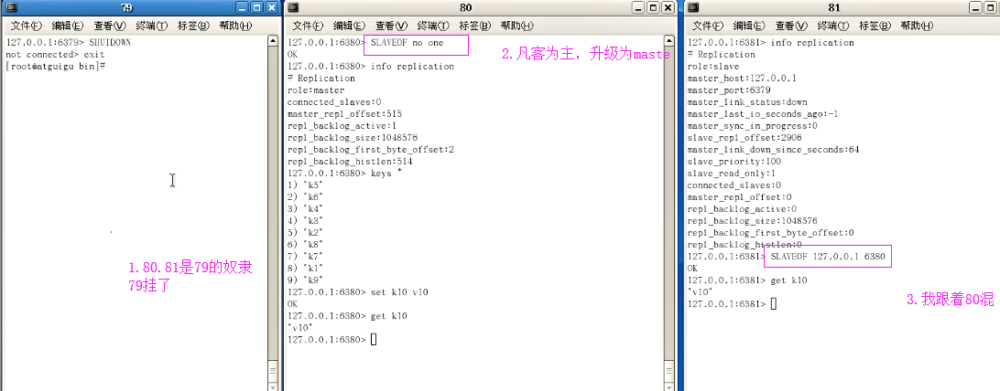 79
文件(F) 编辑(E) 查看(V) 终端(T) 标签(B) 帮助(H)
127.0.0.1:6379> SHUTDOWN
not connected> exit
[root@atguigu bin]#
1.80.81是79的奴隶
79挂了
80
文件(F) 编辑(E) 查看(V) 终端(T) 标签(B) 帮助(H)
127.0.0.1:6380> SLAVEOF no one
OK
127.0.0.1:6380> info replication
# Replication
role:master
connected_slaves:0
master_repl_offset:515
repl_backlog_active:1
repl_backlog_size:1048576
repl_backlog_first_byte_offset:2
repl_backlog_histlen:514
127.0.0.1:6380> keys *
1) "k5"
2) "k6"
3) "k4"
4) "k3"
5) "k2"
6) "k8"
7) "k7"
8) "k1"
9) "k9"
127.0.0.1:6380> set k10 v10
OK
127.0.0.1:6380> get k10
"v10"
127.0.0.1:6380>
2.凡客为主，升级为maste
81
文件(F) 编辑(E) 查看(V) 终端(T) 标签(B) 帮助(H)
127.0.0.1:6381> info replication
# Replication
role:slave
master_host:127.0.0.1
master_port:6379
master_link_status:down
master_last_io_seconds_ago:-1
master_sync_in_progress:0
slave_repl_offset:2906
master_link_down_since_seconds:64
slave_priority:100
slave_read_only:1
connected_slaves:0
master_repl_offset:0
repl_backlog_active:0
repl_backlog_size:1048576
repl_backlog_first_byte_offset:0
repl_backlog_histlen:0
127.0.0.1:6381> SLAVEOF 127.0.0.1 6380
OK
127.0.0.1:6381> get k10
"v10"
127.0.0.1:6381>
3.我跟着80混